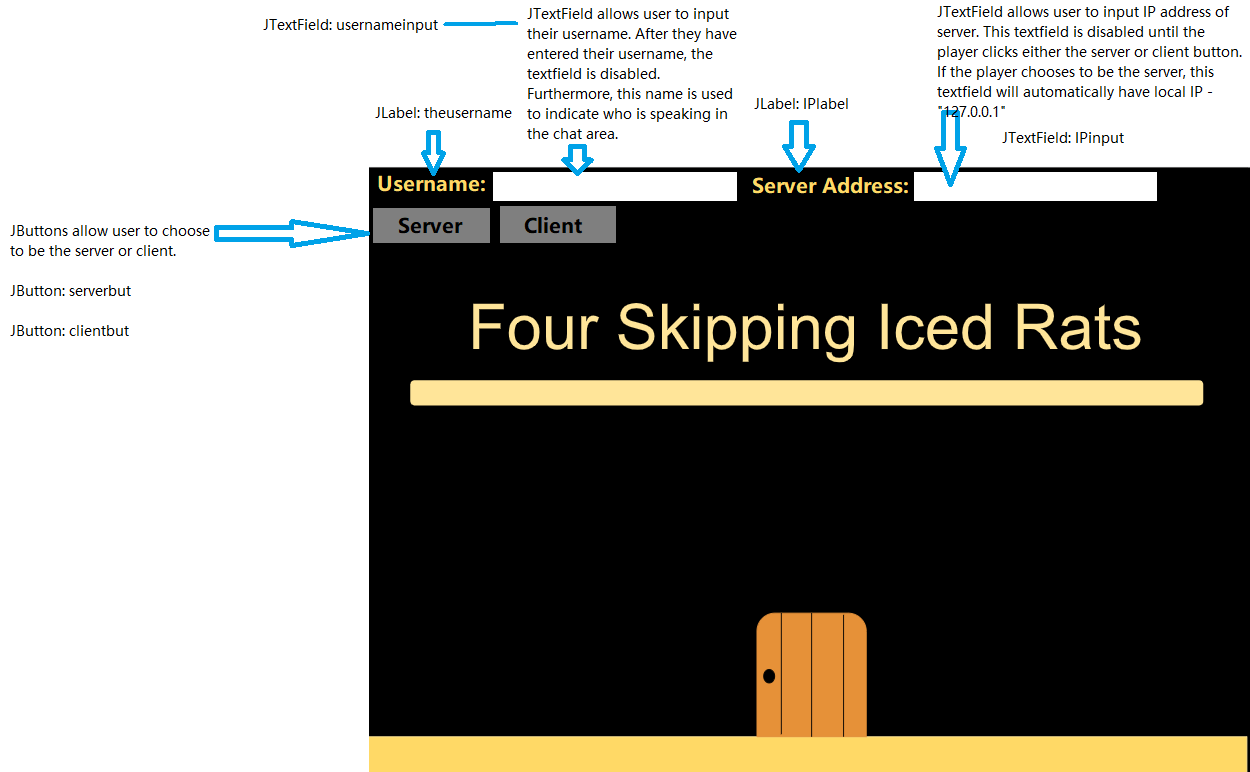 JTextField: usernameinput
JTextField allows user to input
their username. After they have
entered their username, the
textfield is disabled.
Furthermore, this name is used
to indicate who is speaking in
the chat area.
JTextField allows user to input IP address of
server. This textfield is disabled until the
player clicks either the server or client button.
If the player chooses to be the server, this
textfield will automatically have local IP -
"127.0.0.1"
JLabel: theusername
JLabel: IPlabel
JTextField: IPinput
Username:
Server Address:
Server
Client
JButtons allow user to choose
to be the server or client.
JButton: serverbut
JButton: clientbut
Four Skipping Iced Rats